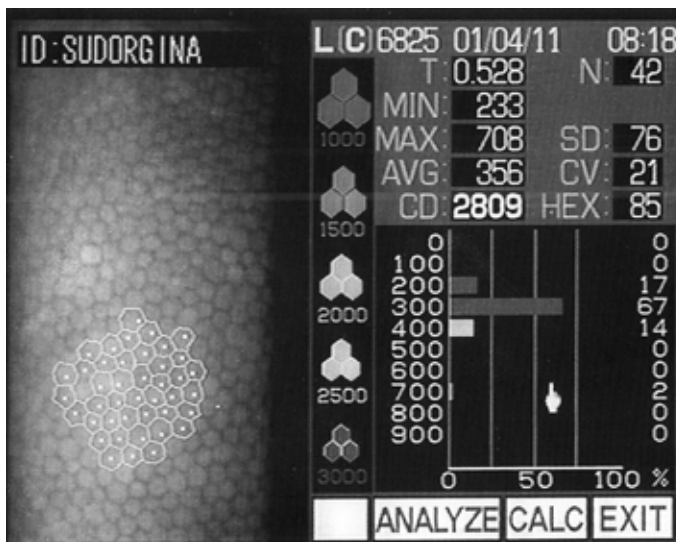 ID:SUDORGINA
L(C)6825 01/04/11 08:18
T:0.528 N:42
MIN:233
MAX:708 SD:76
AVG:356 CV:21
CD:2809 HEX:85
1000
1500
2000
2500
3000
0 0
100 0
200 17
300 67
400 14
500 0
600 0
700 2
800 0
900 0
0 50 100 %
ANALYZE CALC EXIT